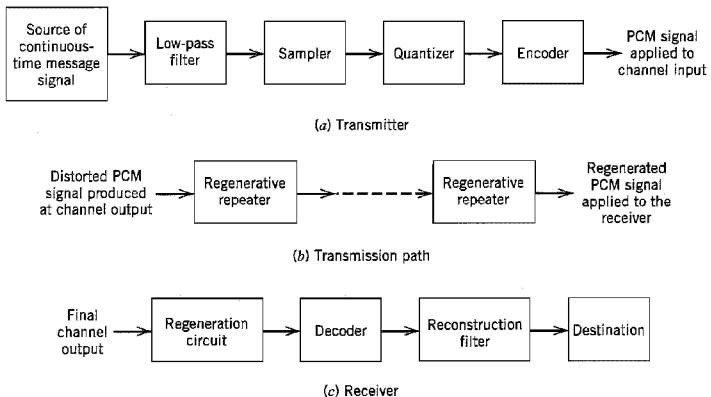 Source of
continuous-
time message
signal
Low-pass
filter
Sampler
Quantizer
Encoder
PCM signal
applied to
channel input
(a) Transmitter
Distorted PCM
signal produced
at channel output
Regenerative
repeater
Regenerative
repeater
Regenerated
PCM signal
applied to the
receiver
(b) Transmission path
Final
channel
output
Regeneration
circuit
Decoder
Reconstruction
filter
Destination
(c) Receiver